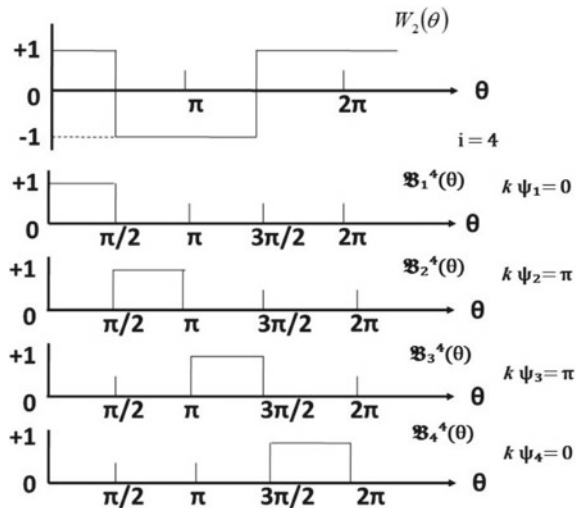 W₂(θ)
+1
0
π
2π
θ
-1
i = 4
𝕭₁⁴(θ)
k ψ₁= 0
+1
0
π/2
π
3π/2
2π
θ
𝕭₂⁴(θ)
k ψ₂= π
+1
0
π/2
π
3π/2
2π
θ
𝕭₃⁴(θ)
k ψ₃= π
+1
0
π/2
π
3π/2
2π
θ
𝕭₄⁴(θ)
k ψ₄= 0
+1
0
π/2
π
3π/2
2π
θ